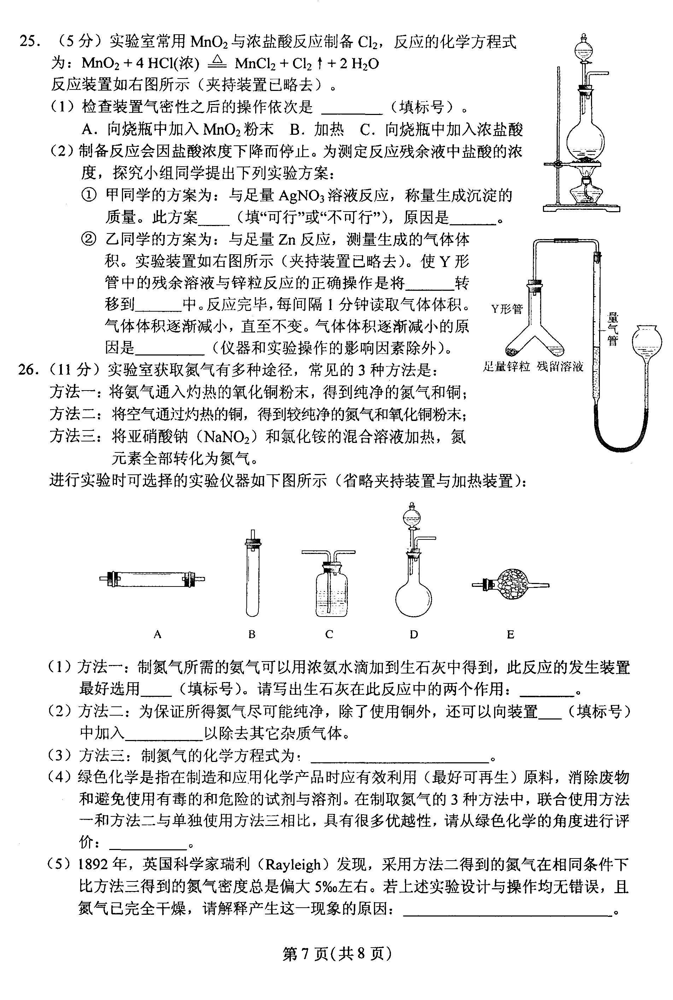 25. （5 分）实验室常用 MnO₂ 与浓盐酸反应制备 Cl₂，反应的化学方程式
为：MnO₂ + 4 HCl(浓) ≜ MnCl₂ + Cl₂↑ + 2 H₂O
反应装置如右图所示（夹持装置已略去）。
（1）检查装置气密性之后的操作依次是 ________（填标号）。
A．向烧瓶中加入 MnO₂ 粉末 B．加热 C．向烧瓶中加入浓盐酸
（2）制备反应会因盐酸浓度下降而停止。为测定反应残余液中盐酸的浓
度，探究小组同学提出下列实验方案：
① 甲同学的方案为：与足量 AgNO₃ 溶液反应，称量生成沉淀的
质量。此方案____（填“可行”或“不可行”），原因是______。
② 乙同学的方案为：与足量 Zn 反应，测量生成的气体体
积。实验装置如右图所示（夹持装置已略去）。使 Y 形
管中的残余溶液与锌粒反应的正确操作是将______转
移到______中。反应完毕，每间隔 1 分钟读取气体体积。
气体体积逐渐减小，直至不变。气体体积逐渐减小的原
因是_________（仪器和实验操作的影响因素除外）。
Y形管
量气管
足量锌粒 残留溶液
26.（11 分）实验室获取氮气有多种途径，常见的 3 种方法是：
方法一：将氨气通入灼热的氧化铜粉末，得到纯净的氮气和铜；
方法二：将空气通过灼热的铜，得到较纯净的氮气和氧化铜粉末；
方法三：将亚硝酸钠（NaNO₂）和氯化铵的混合溶液加热，氮
元素全部转化为氮气。
进行实验时可选择的实验仪器如下图所示（省略夹持装置与加热装置）：
A B C D E
（1）方法一：制氮气所需的氨气可以用浓氨水滴加到生石灰中得到，此反应的发生装置
最好选用____（填标号）。请写出生石灰在此反应中的两个作用：_______。
（2）方法二：为保证所得氮气尽可能纯净，除了使用铜外，还可以向装置___（填标号）
中加入__________以除去其它杂质气体。
（3）方法三：制氮气的化学方程式为：_______________________。
（4）绿色化学是指在制造和应用化学产品时应有效利用（最好可再生）原料，消除废物
和避免使用有毒的和危险的试剂与溶剂。在制取氮气的 3 种方法中，联合使用方法
一和方法二与单独使用方法三相比，具有很多优越性，请从绿色化学的角度进行评
价：__________。
（5）1892 年，英国科学家瑞利（Rayleigh）发现，采用方法二得到的氮气在相同条件下
比方法三得到的氮气密度总是偏大 5‰左右。若上述实验设计与操作均无错误，且
氮气已完全干燥，请解释产生这一现象的原因：___________________________。
第 7 页(共 8 页)